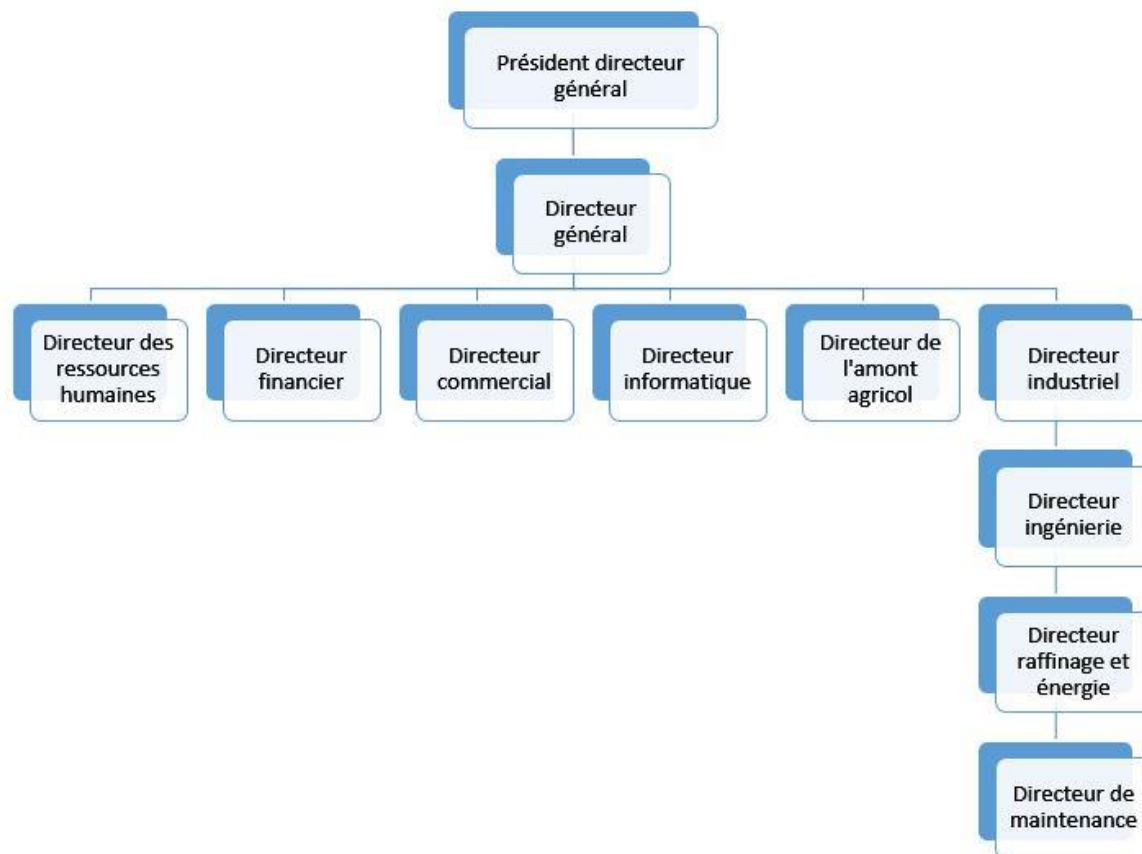 Président directeur
général
Directeur
général
Directeur des
ressources
humaines
Directeur
financier
Directeur
commercial
Directeur
informatique
Directeur de
l'amont
agricol
Directeur
industriel
Directeur
ingénierie
Directeur
raffinage et
énergie
Directeur de
maintenance